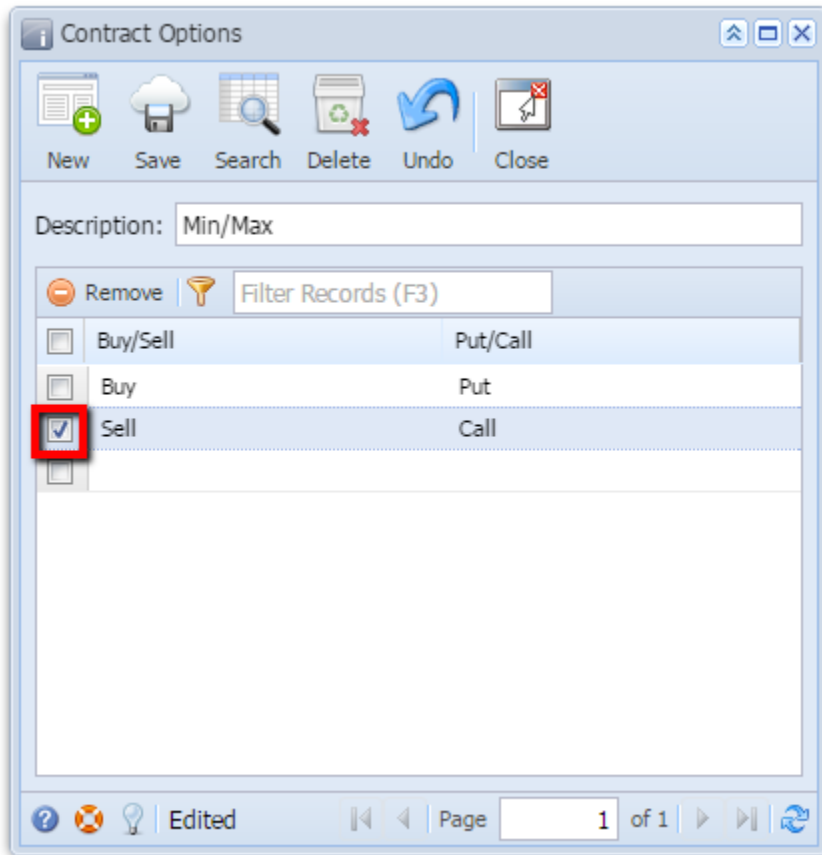 Contract Options
New Save Search Delete Undo Close
Description: Min/Max
Remove Filter Records (F3)
Buy/Sell Put/Call
Buy Put
Sell Call
Edited Page 1 of 1